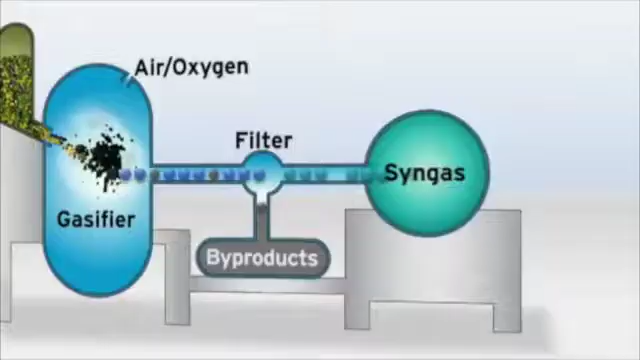 Air/Oxygen
Filter
Syngas
Gasifier
Byproducts